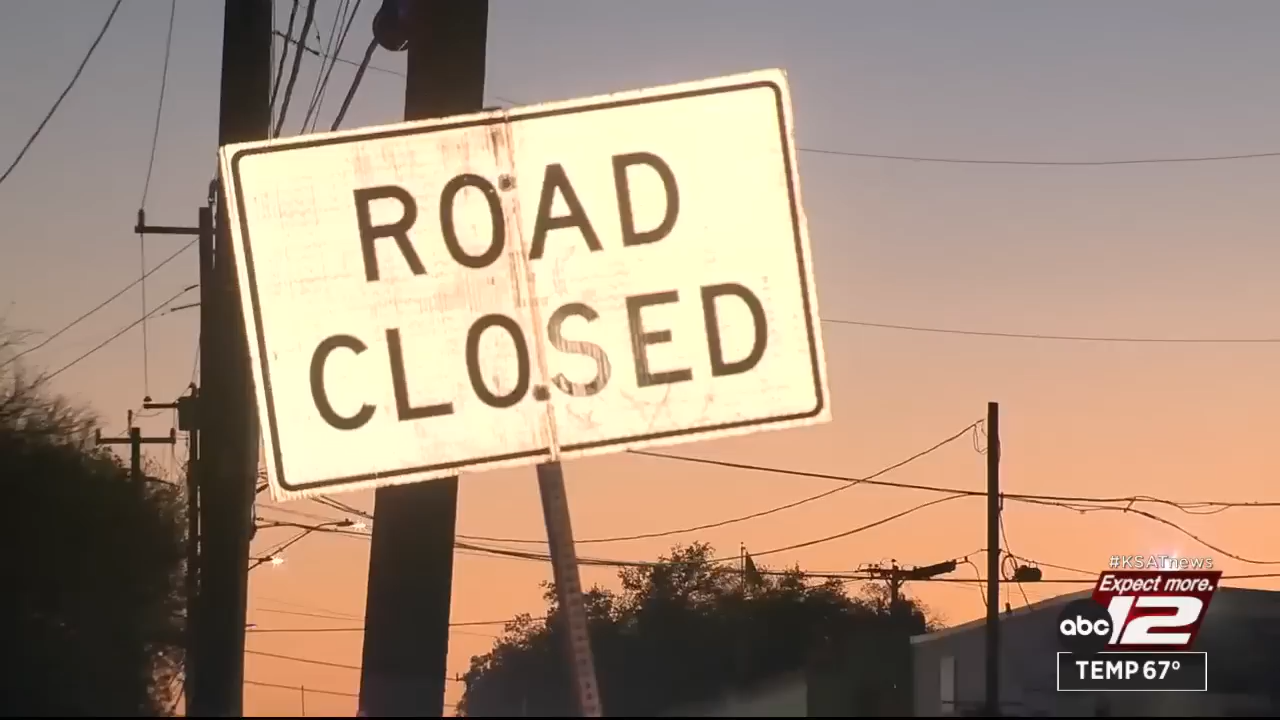 ROAD
CLOSED
#KSATnews
Expect more.
abc 12
TEMP 67°